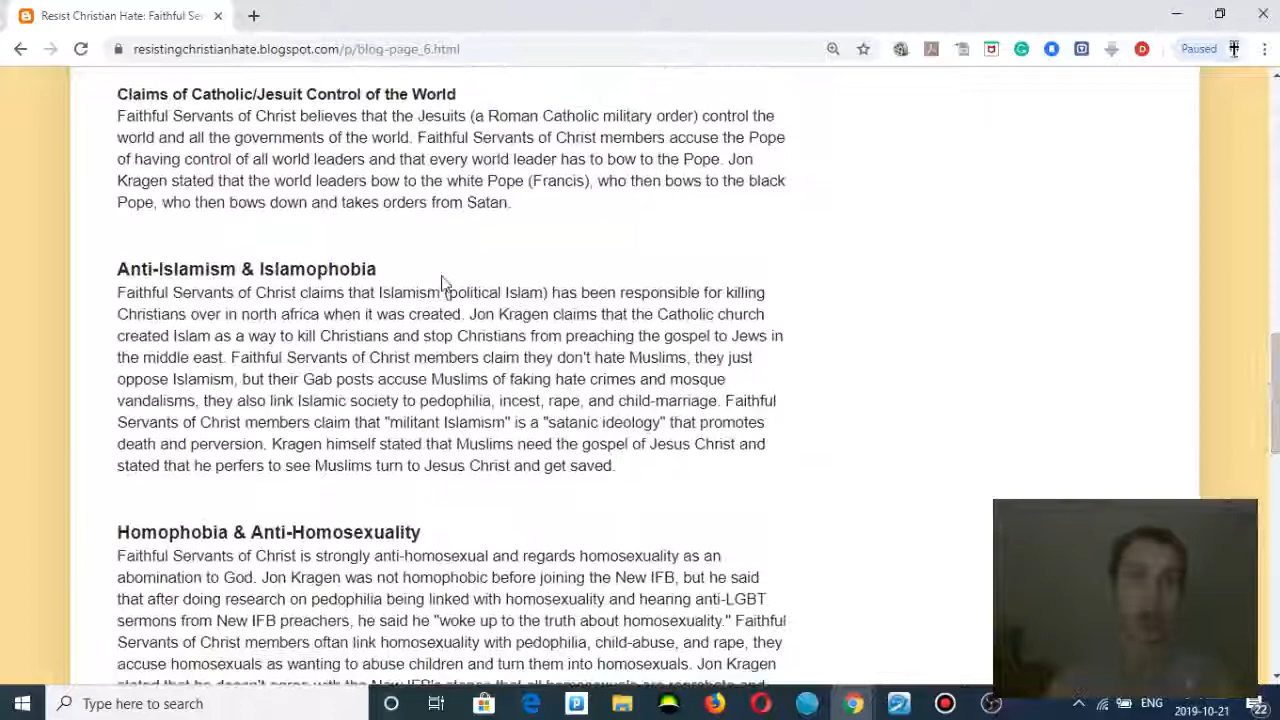 Resist Christian Hate: Faithful Se
resistingchristianhate.blogspot.com/p/blog-page_6.html
Paused
Claims of Catholic/Jesuit Control of the World
Faithful Servants of Christ believes that the Jesuits (a Roman Catholic military order) control the
world and all the governments of the world. Faithful Servants of Christ members accuse the Pope
of having control of all world leaders and that every world leader has to bow to the Pope. Jon
Kragen stated that the world leaders bow to the white Pope (Francis), who then bows to the black
Pope, who then bows down and takes orders from Satan.
Anti-Islamism & Islamophobia
Faithful Servants of Christ claims that Islamism (political Islam) has been responsible for killing
Christians over in north africa when it was created. Jon Kragen claims that the Catholic church
created Islam as a way to kill Christians and stop Christians from preaching the gospel to Jews in
the middle east. Faithful Servants of Christ members claim they don't hate Muslims, they just
oppose Islamism, but their Gab posts accuse Muslims of faking hate crimes and mosque
vandalisms, they also link Islamic society to pedophilia, incest, rape, and child-marriage. Faithful
Servants of Christ members claim that "militant Islamism" is a "satanic ideology" that promotes
death and perversion. Kragen himself stated that Muslims need the gospel of Jesus Christ and
stated that he perfers to see Muslims turn to Jesus Christ and get saved.
Homophobia & Anti-Homosexuality
Faithful Servants of Christ is strongly anti-homosexual and regards homosexuality as an
abomination to God. Jon Kragen was not homophobic before joining the New IFB, but he said
that after doing research on pedophilia being linked with homosexuality and hearing anti-LGBT
sermons from New IFB preachers, he said he "woke up to the truth about homosexuality." Faithful
Servants of Christ members oftan link homosexuality with pedophilia, child-abuse, and rape, they
accuse homosexuals as wanting to abuse children and turn them into homosexuals. Jon Kragen
stated that he doesn't agree with the New IFB's stance that all homosexual's are reprobate and
Type here to search
ENG
2019-10-21
22